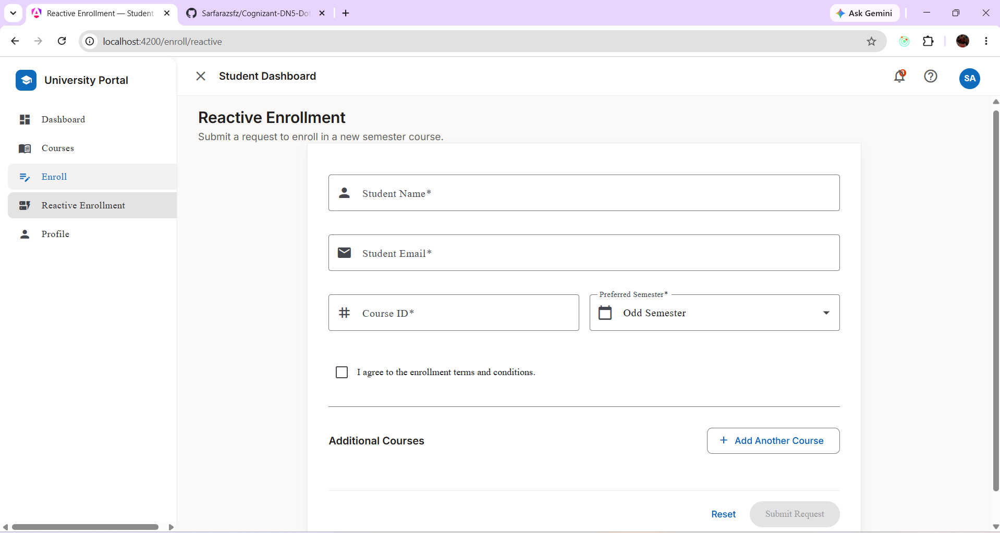 Reactive Enrollment — Student
Sarfarazsfz/Cognizant-DN5-Dot
Ask Gemini
localhost:4200/enroll/reactive
University Portal
Student Dashboard
3
SA
Dashboard
Courses
Enroll
Reactive Enrollment
Profile
Reactive Enrollment
Submit a request to enroll in a new semester course.
Student Name*
Student Email*
Course ID*
Preferred Semester*
Odd Semester
I agree to the enrollment terms and conditions.
Additional Courses
+ Add Another Course
Reset
Submit Request